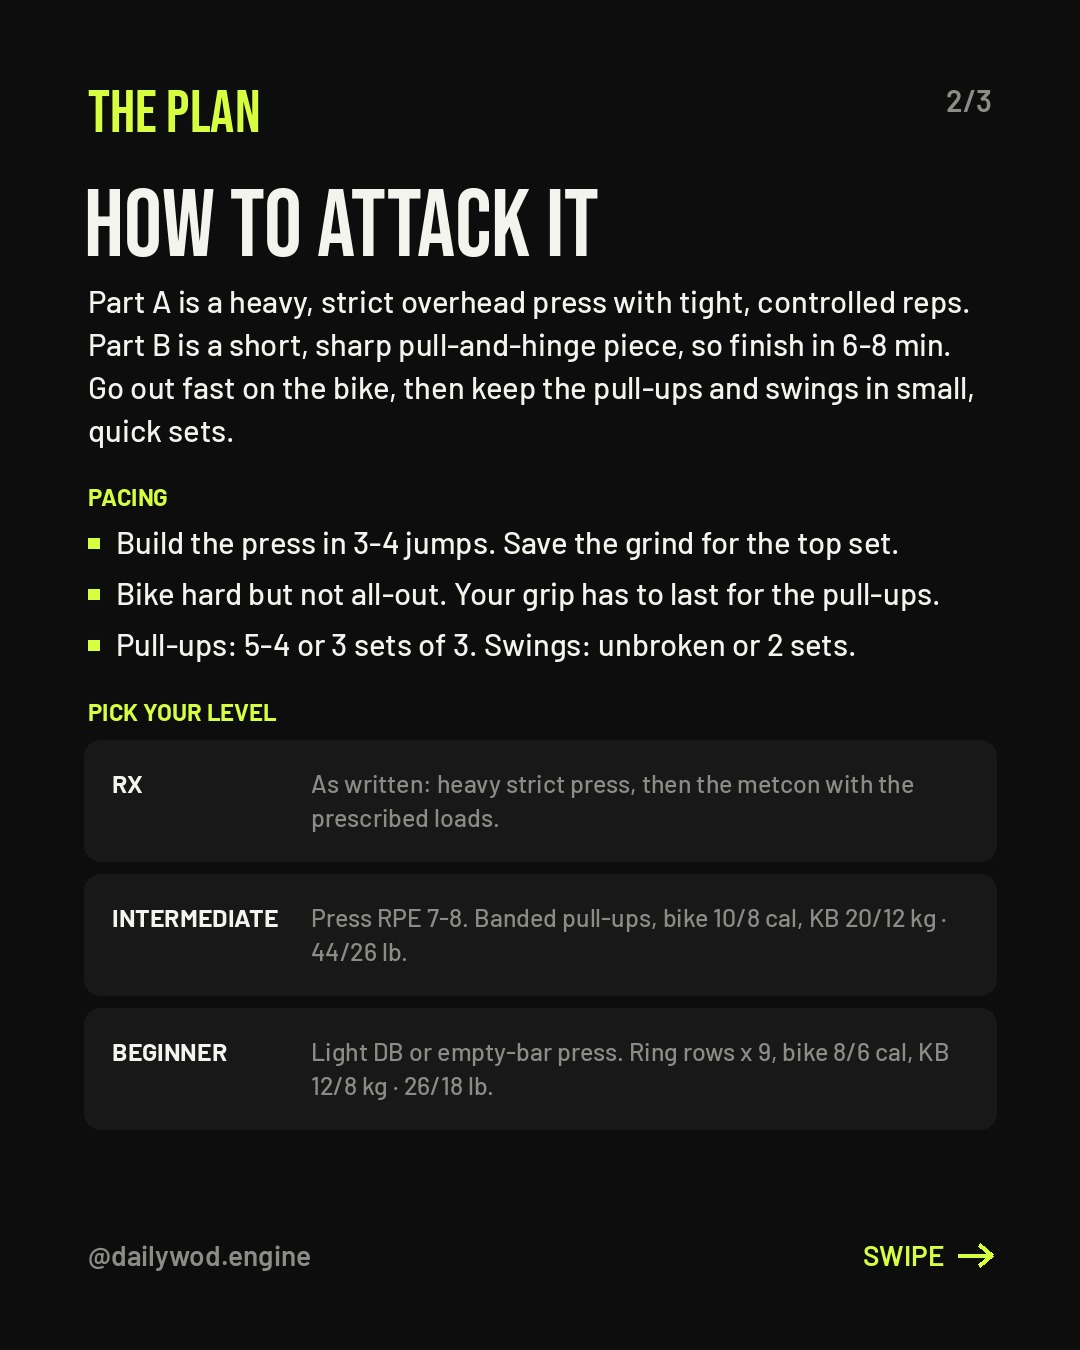 THE PLAN
2/3
HOW TO ATTACK IT
Part A is a heavy, strict overhead press with tight, controlled reps.
Part B is a short, sharp pull-and-hinge piece, so finish in 6-8 min.
Go out fast on the bike, then keep the pull-ups and swings in small,
quick sets.
PACING
Build the press in 3-4 jumps. Save the grind for the top set.
Bike hard but not all-out. Your grip has to last for the pull-ups.
Pull-ups: 5-4 or 3 sets of 3. Swings: unbroken or 2 sets.
PICK YOUR LEVEL
RX
As written: heavy strict press, then the metcon with the
prescribed loads.
INTERMEDIATE
Press RPE 7-8. Banded pull-ups, bike 10/8 cal, KB 20/12 kg ·
44/26 lb.
BEGINNER
Light DB or empty-bar press. Ring rows x 9, bike 8/6 cal, KB
12/8 kg · 26/18 lb.
@dailywod.engine
SWIPE →